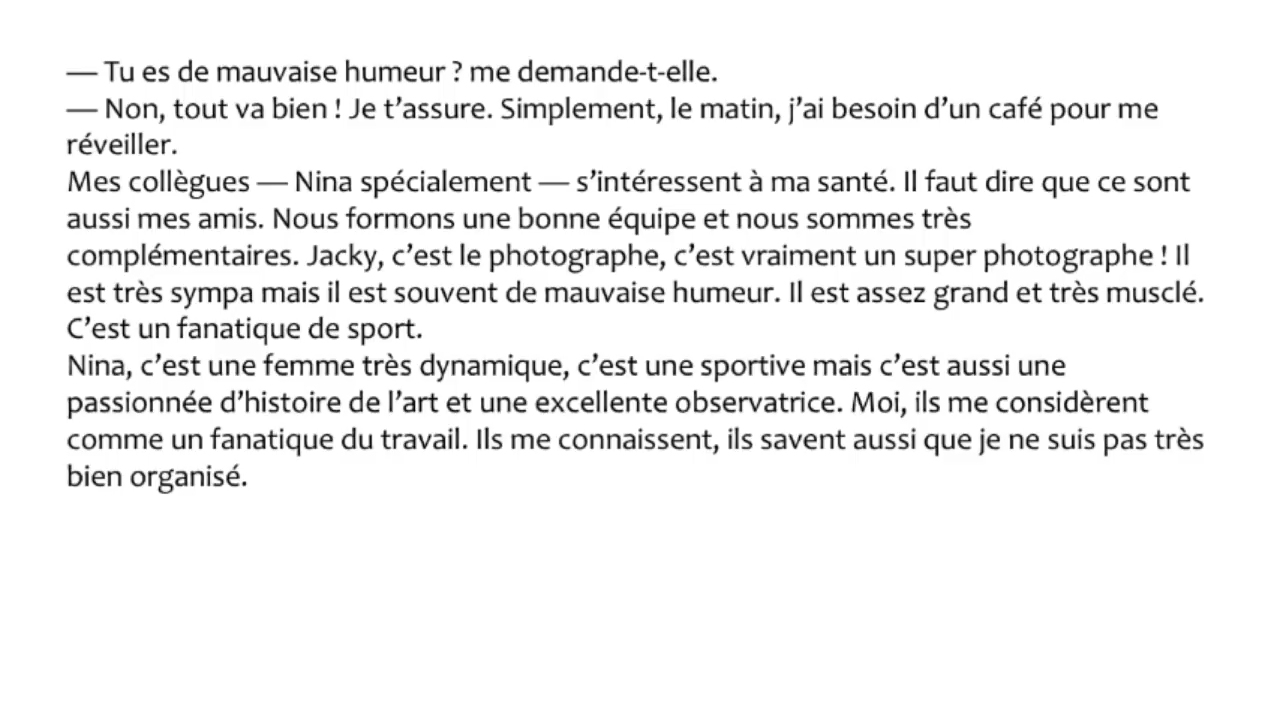 — Tu es de mauvaise humeur ? me demande-t-elle.
— Non, tout va bien ! Je t’assure. Simplement, le matin, j’ai besoin d’un café pour me
réveiller.
Mes collègues — Nina spécialement — s’intéressent à ma santé. Il faut dire que ce sont
aussi mes amis. Nous formons une bonne équipe et nous sommes très
complémentaires. Jacky, c’est le photographe, c’est vraiment un super photographe ! Il
est très sympa mais il est souvent de mauvaise humeur. Il est assez grand et très musclé.
C’est un fanatique de sport.
Nina, c’est une femme très dynamique, c’est une sportive mais c’est aussi une
passionnée d’histoire de l’art et une excellente observatrice. Moi, ils me considèrent
comme un fanatique du travail. Ils me connaissent, ils savent aussi que je ne suis pas très
bien organisé.